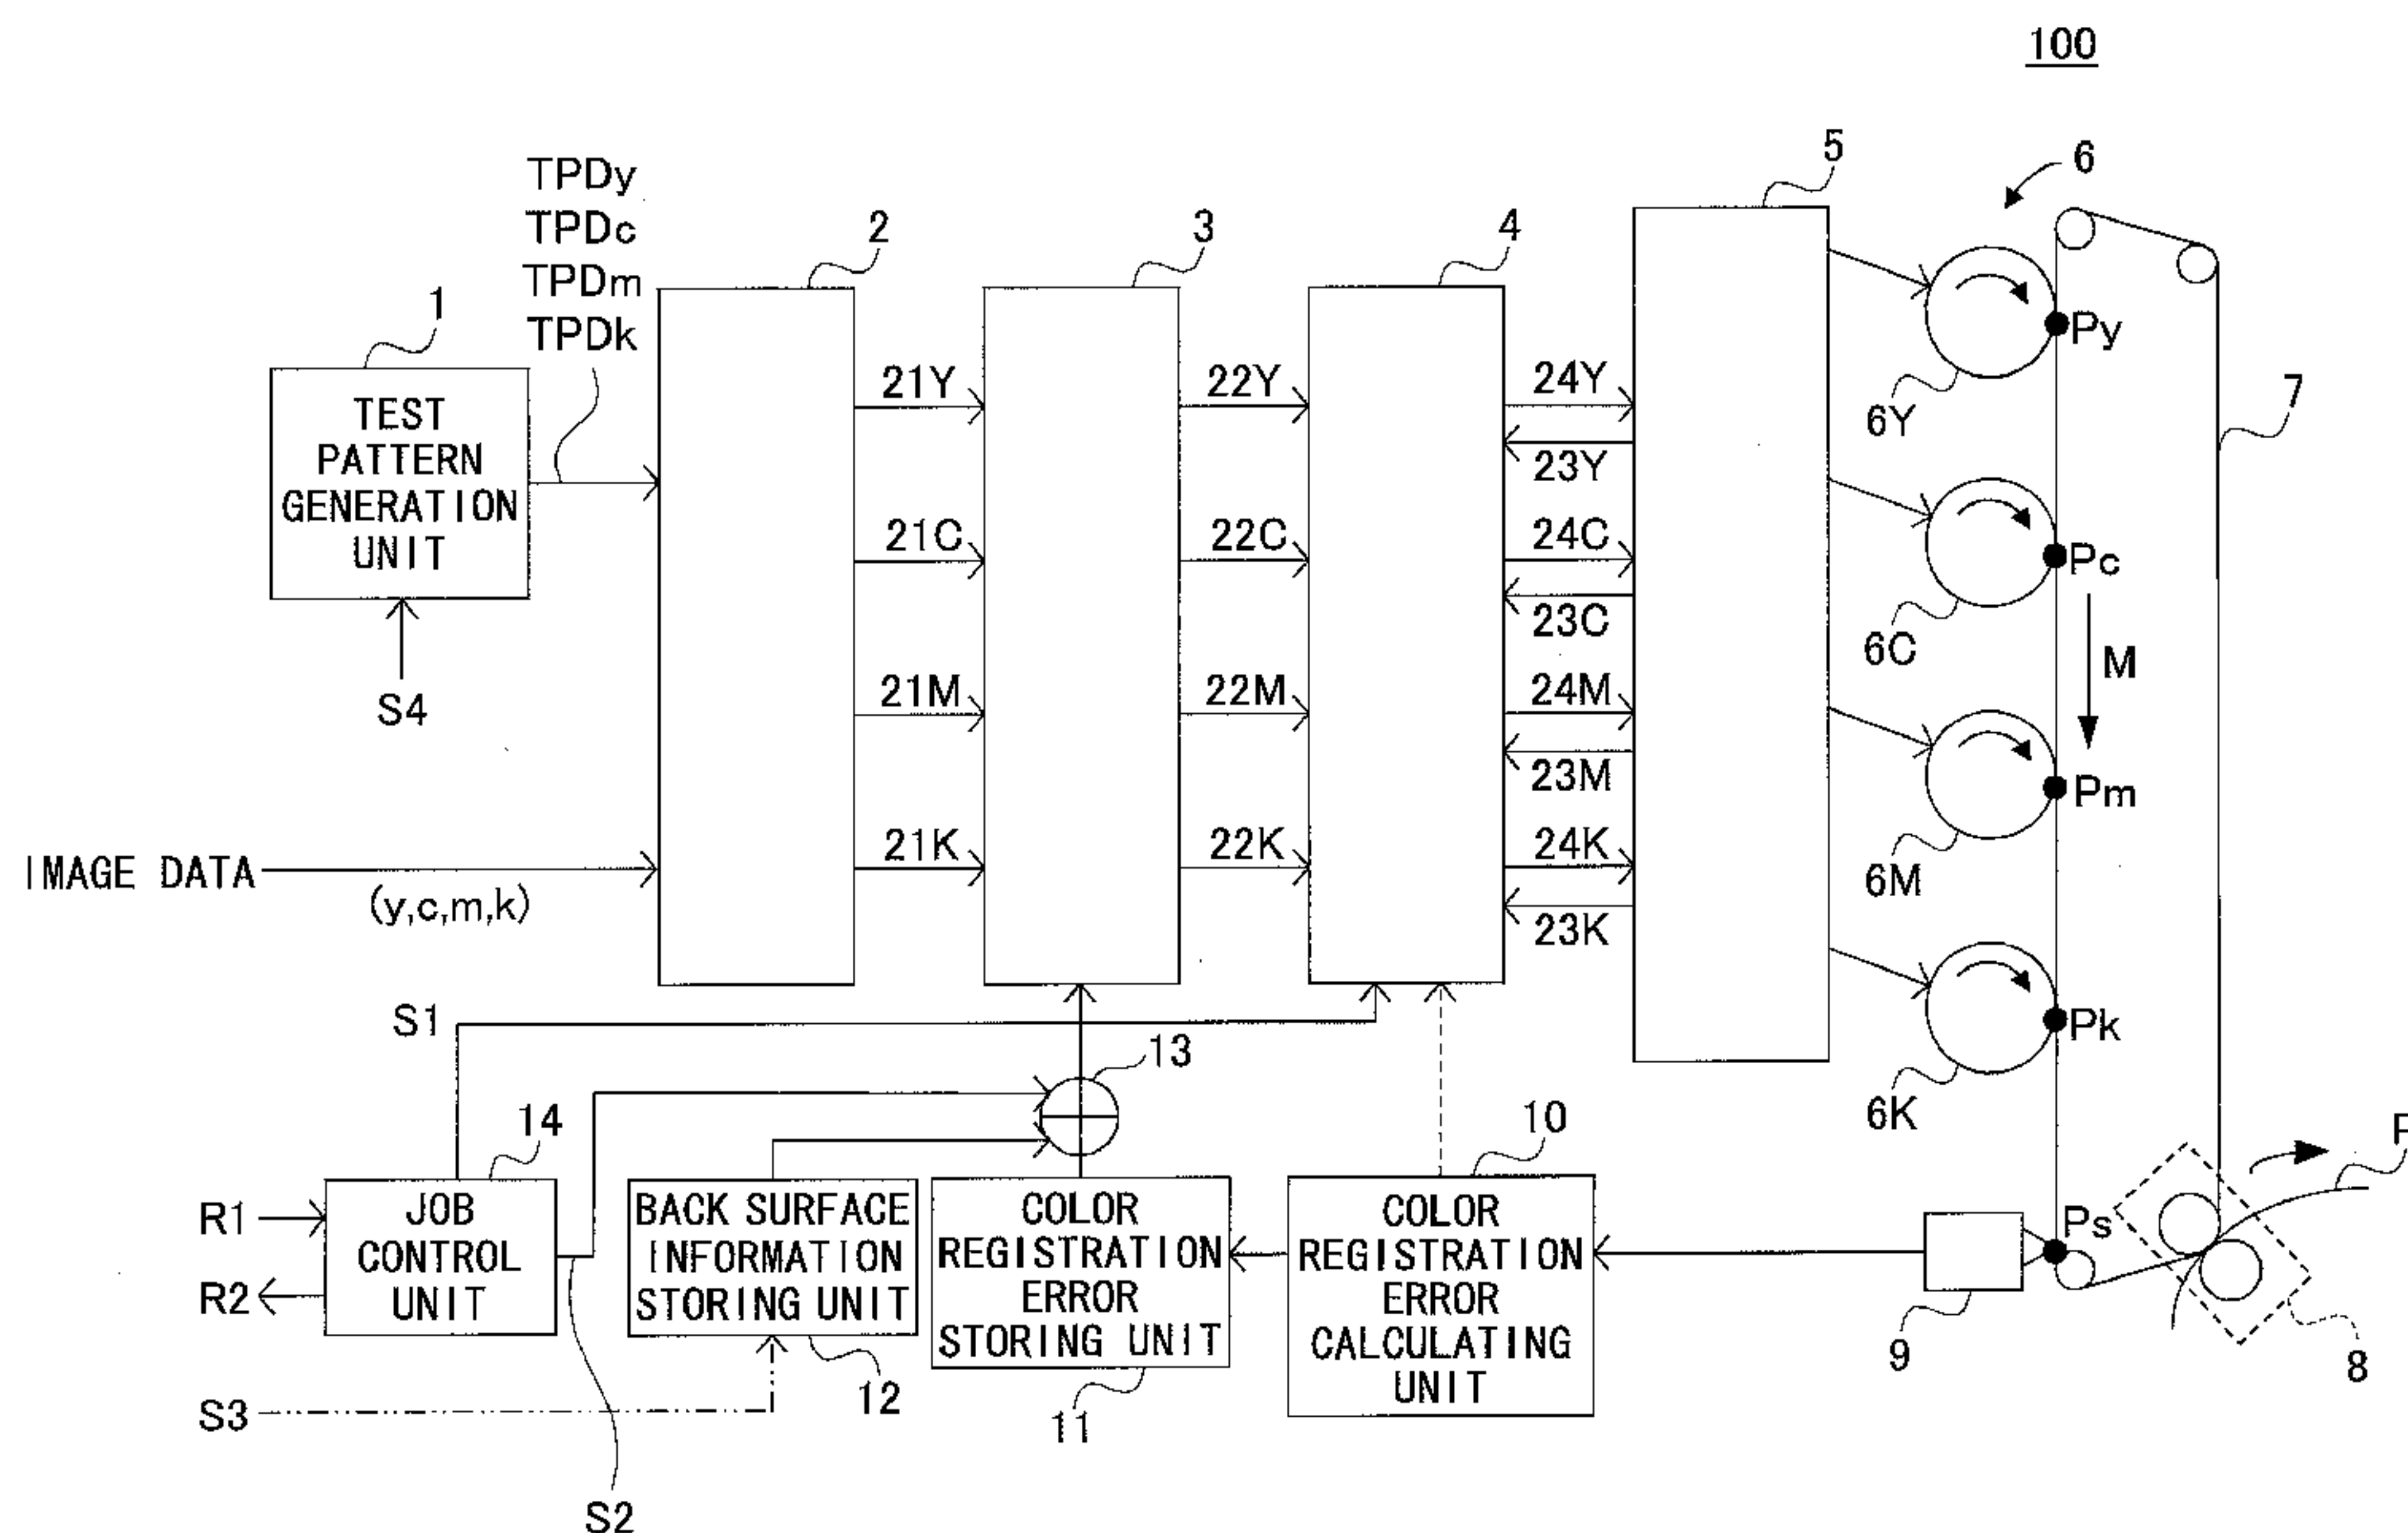 100
TPDy
TPDc
TPDm
TPDk
1
2
3
4
5
6
TEST
PATTERN
GENERATION
UNIT
S4
IMAGE DATA
(y,c,m,k)
21Y
22Y
24Y
23Y
21C
22C
24C
23C
21M
22M
24M
23M
21K
22K
24K
23K
6Y
6C
6M
6K
Py
Pc
Pm
Pk
M
7
S1
13
14
JOB
CONTROL
UNIT
R1
R2
BACK SURFACE
INFORMATION
STORING UNIT
12
COLOR
REGISTRATION
ERROR
STORING UNIT
11
10
COLOR
REGISTRATION
ERROR
CALCULATING
UNIT
Ps
9
8
S3
S2